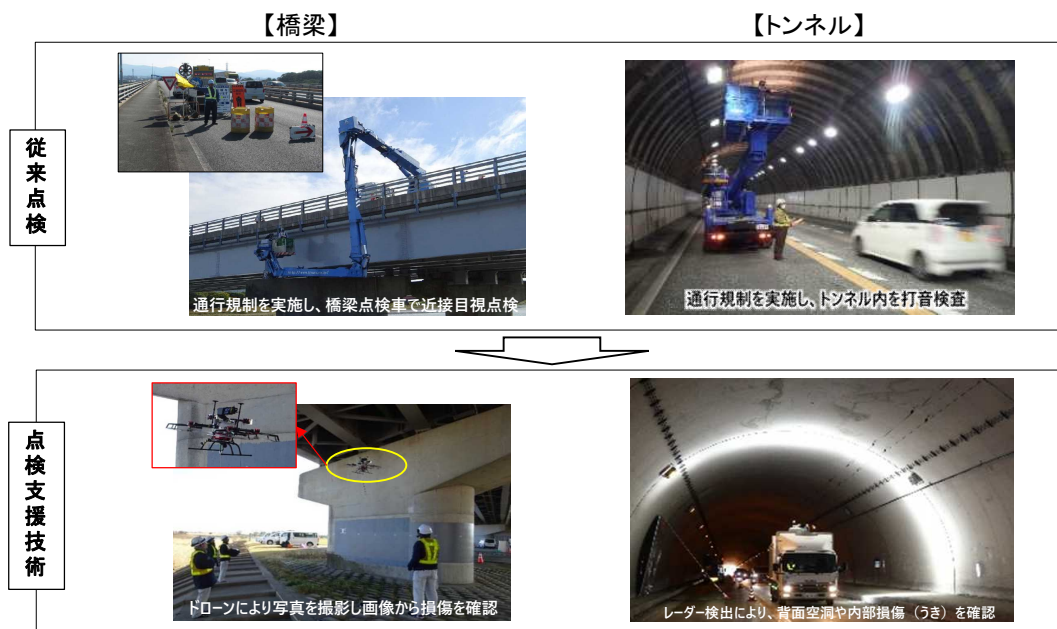 【橋梁】
【トンネル】
従来点検
通行規制を実施し、橋梁点検車で近接目視点検
通行規制を実施し、トンネル内を打音検査
点検支援技術
ドローンにより写真を撮影し画像から損傷を確認
レーダー検出により、背面空洞や内部損傷（うき）を確認